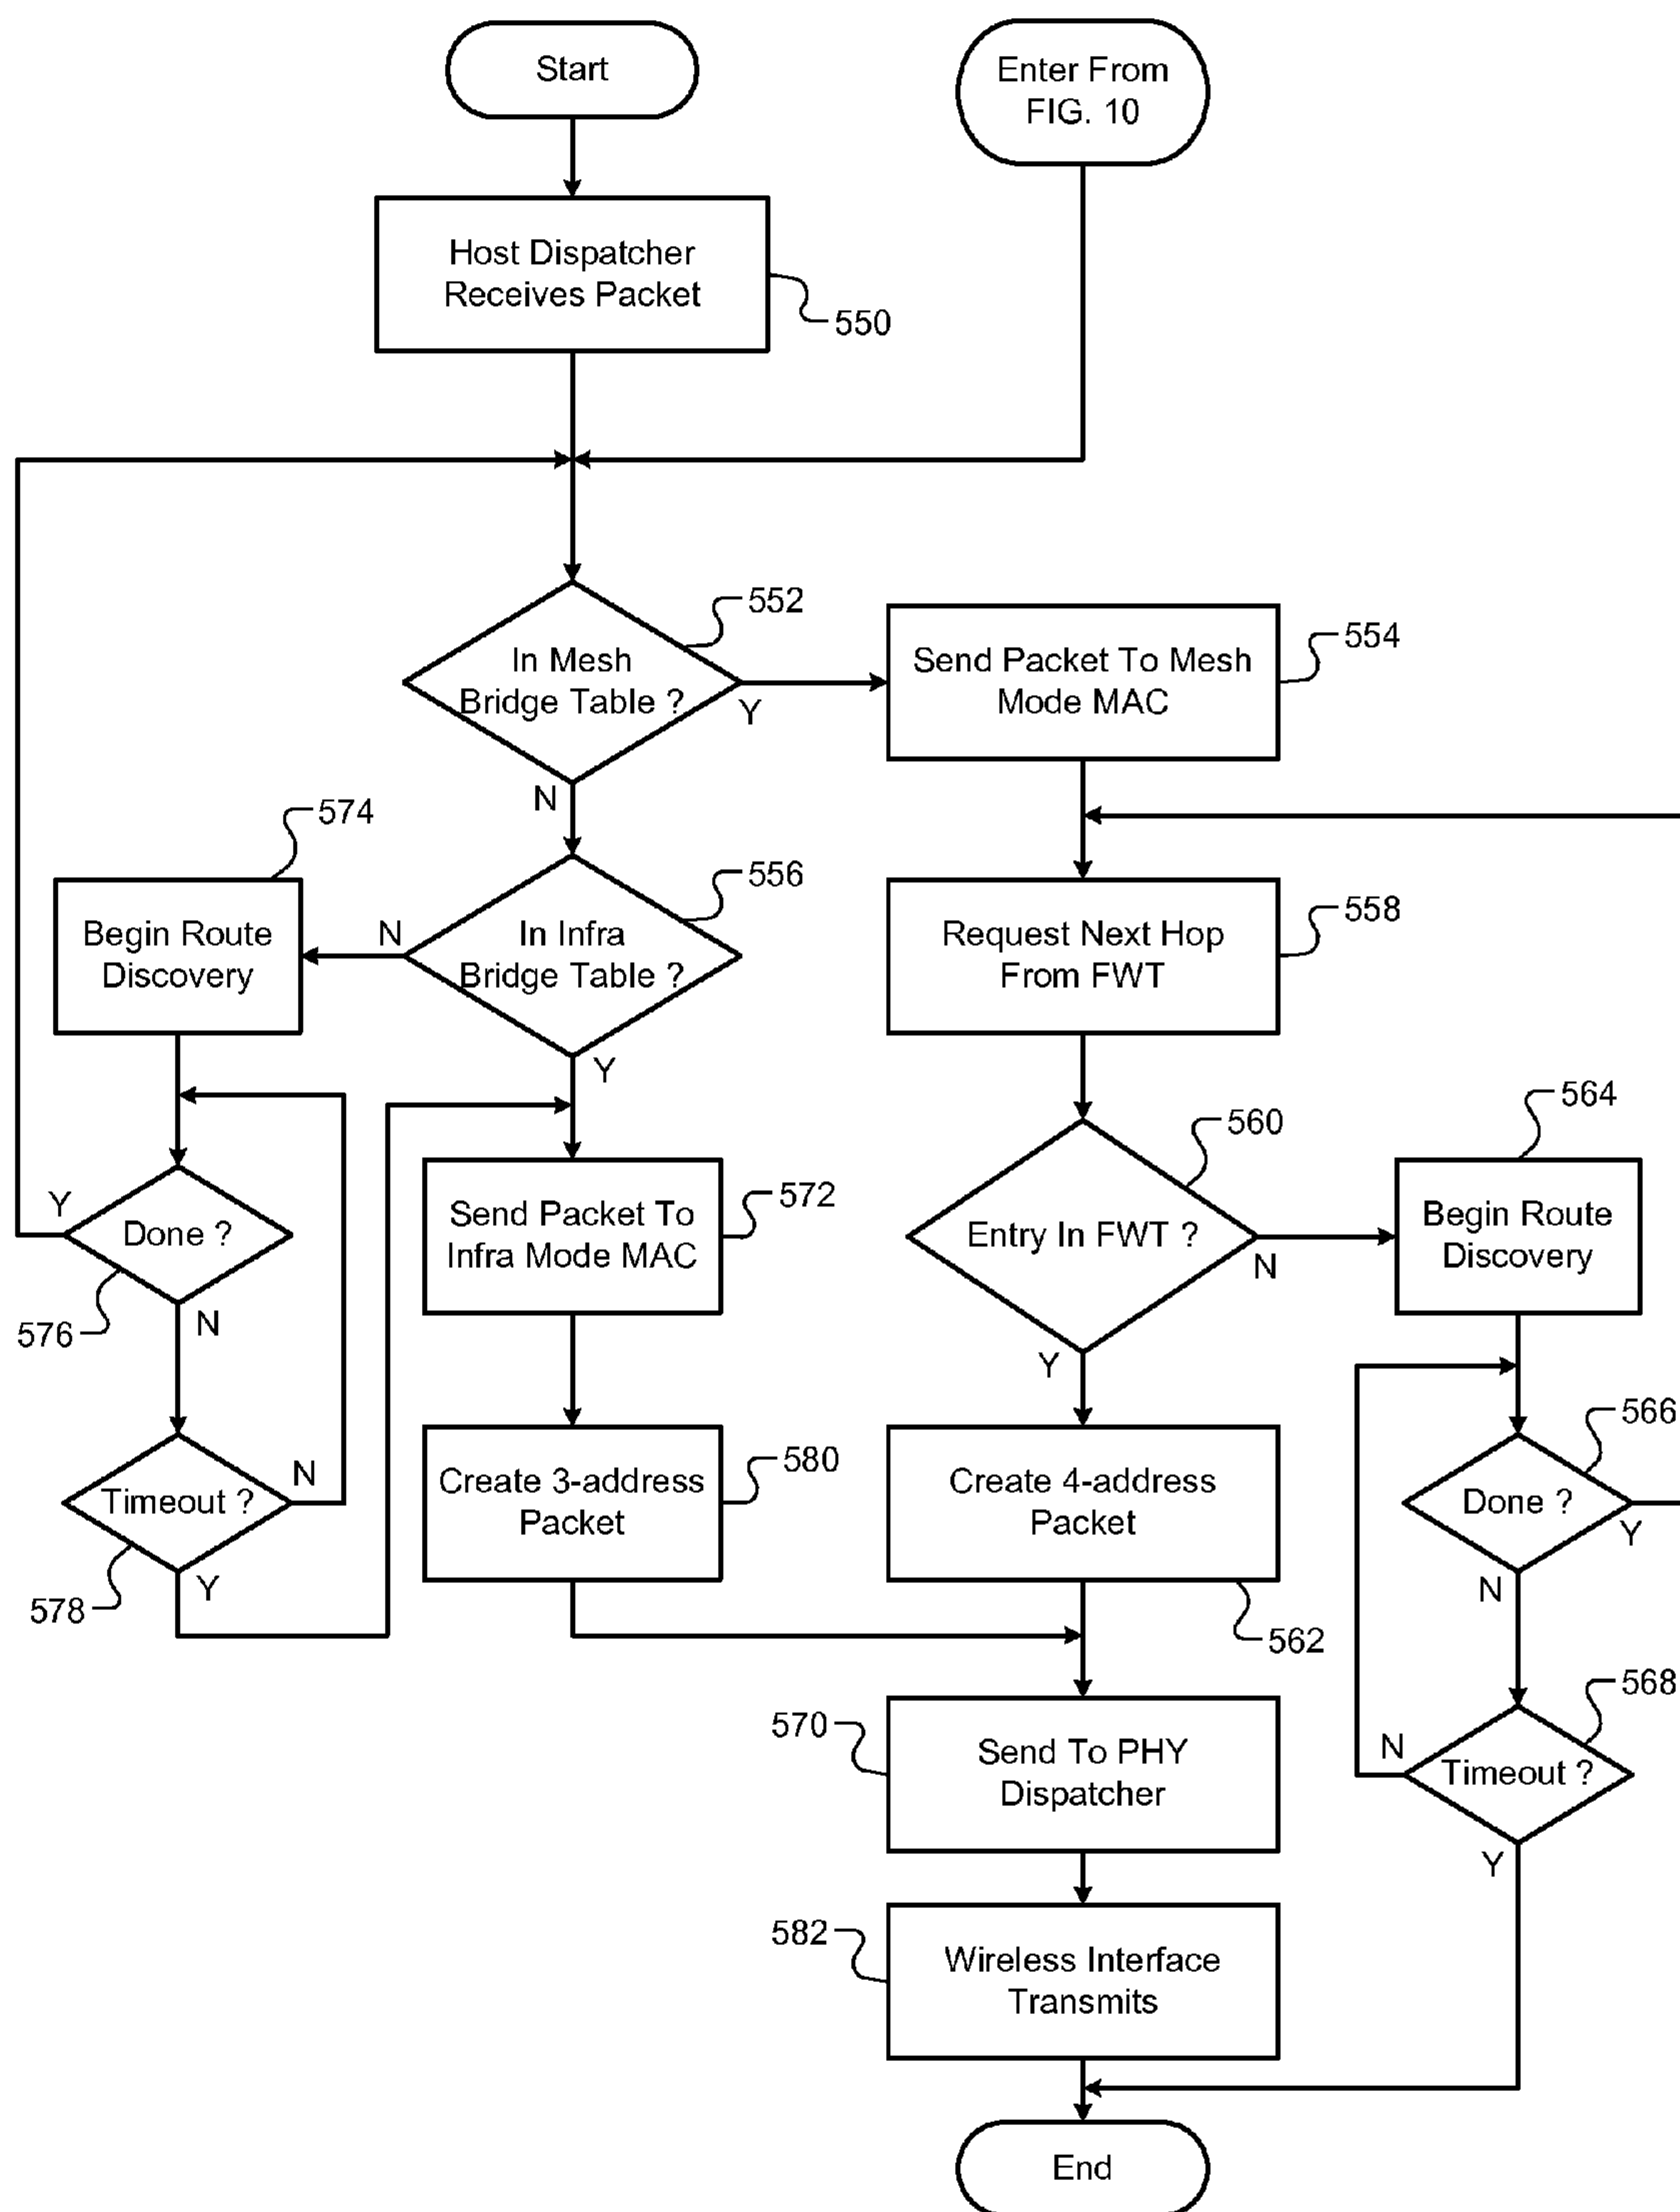 Start
Enter From
FIG. 10
Host Dispatcher
Receives Packet
550
552
In Mesh
Bridge Table ?
Y
N
Send Packet To Mesh
Mode MAC
554
574
Begin Route
Discovery
556
In Infra
Bridge Table ?
N
Y
Request Next Hop
From FWT
558
560
Entry In FWT ?
N
Y
564
Begin Route
Discovery
Y
Done ?
576
N
Send Packet To
Infra Mode MAC
572
Timeout ?
N
578
Y
Create 3-address
Packet
580
Create 4-address
Packet
562
566
Done ?
Y
N
568
N
Timeout ?
Y
570
Send To PHY
Dispatcher
582
Wireless Interface
Transmits
End